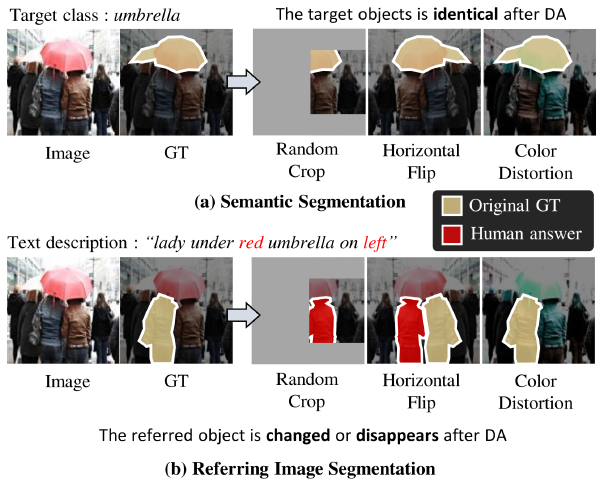 Target class : umbrella
The target objects is identical after DA
Image
GT
Random
Crop
Horizontal
Flip
Color
Distortion
(a) Semantic Segmentation
Original GT
Human answer
Text description : “lady under red umbrella on left”
Image
GT
Random
Crop
Horizontal
Flip
Color
Distortion
The referred object is changed or disappears after DA
(b) Referring Image Segmentation